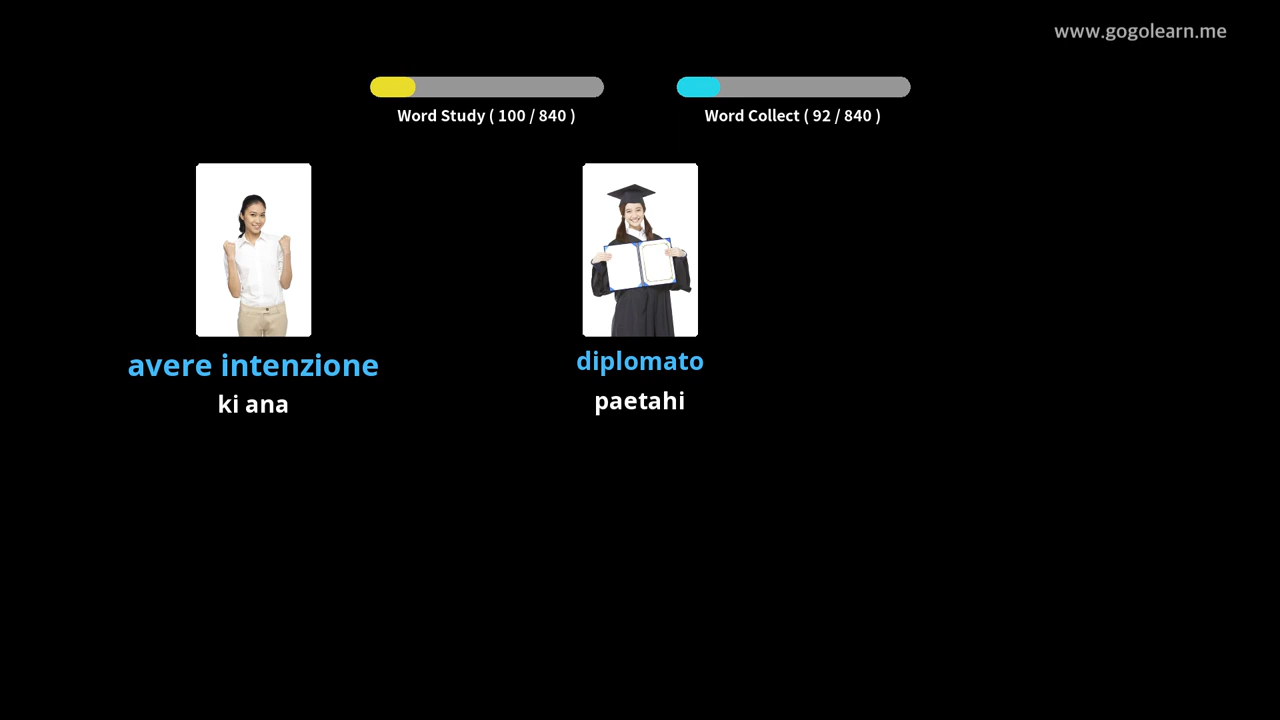 www.gogolearn.me
Word Study ( 100 / 840 )
Word Collect ( 92 / 840 )
avere intenzione
ki ana
diplomato
paetahi